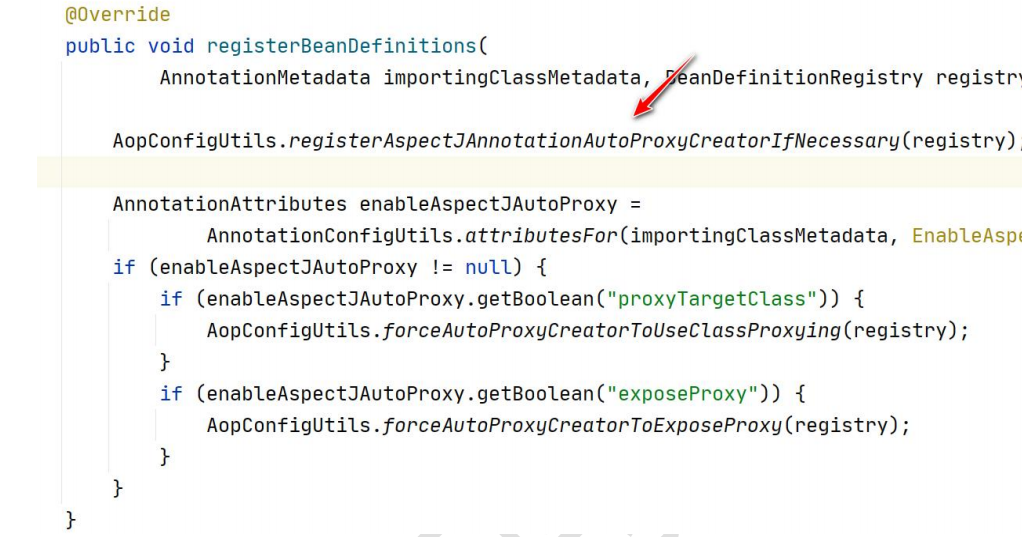 @Override
public void registerBeanDefinitions(
AnnotationMetadata importingClassMetadata, BeanDefinitionRegistry registry
AopConfigUtils.registerAspectJAnnotationAutoProxyCreatorIfNecessary(registry);
AnnotationAttributes enableAspectJAutoProxy =
AnnotationConfigUtils.attributesFor(importingClassMetadata, EnableAspe
if (enableAspectJAutoProxy != null) {
if (enableAspectJAutoProxy.getBoolean("proxyTargetClass")) {
AopConfigUtils.forceAutoProxyCreatorToUseClassProxying(registry);
}
if (enableAspectJAutoProxy.getBoolean("exposeProxy")) {
AopConfigUtils.forceAutoProxyCreatorToExposeProxy(registry);
}
}
}